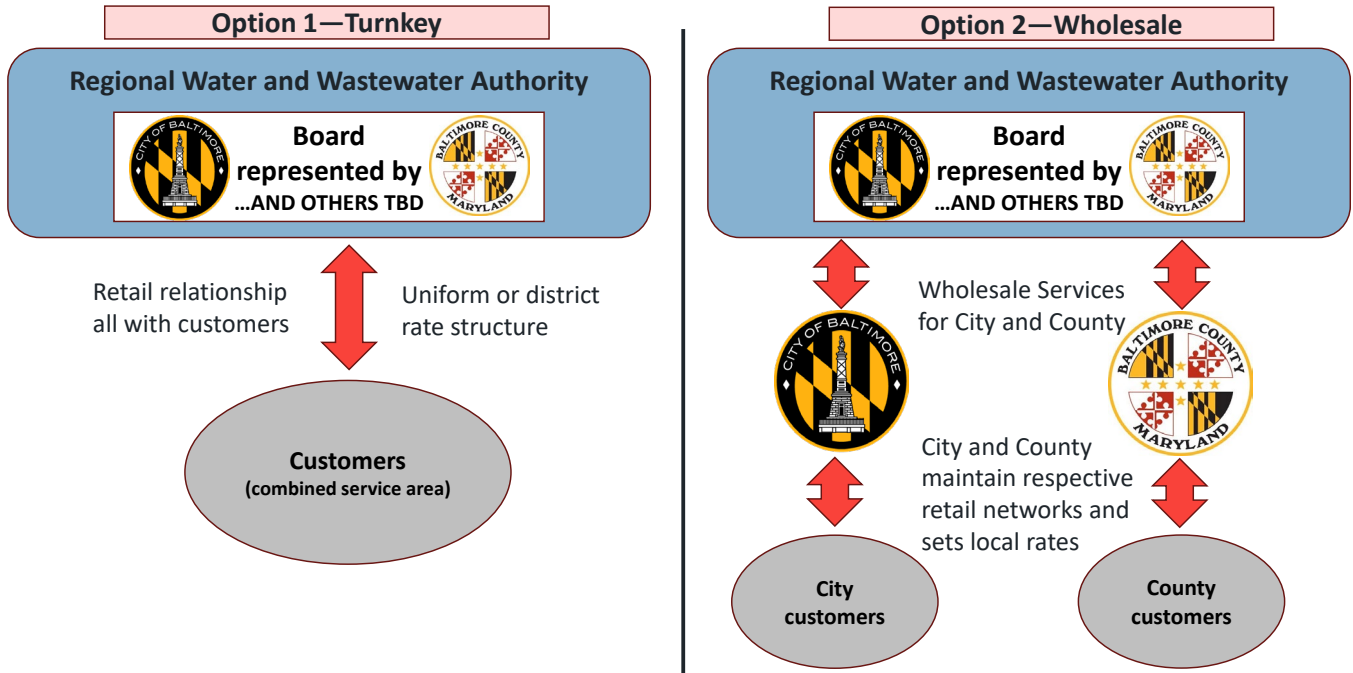 Option 1—Turnkey
Regional Water and Wastewater Authority
CITY OF BALTIMORE
Board
represented by
...AND OTHERS TBD
BALTIMORE COUNTY
MARYLAND
Retail relationship
all with customers
Uniform or district
rate structure
Customers
(combined service area)
Option 2—Wholesale
Regional Water and Wastewater Authority
CITY OF BALTIMORE
Board
represented by
...AND OTHERS TBD
BALTIMORE COUNTY
MARYLAND
Wholesale Services
for City and County
CITY OF BALTIMORE
BALTIMORE COUNTY
MARYLAND
City and County
maintain respective
retail networks and
sets local rates
City
customers
County
customers